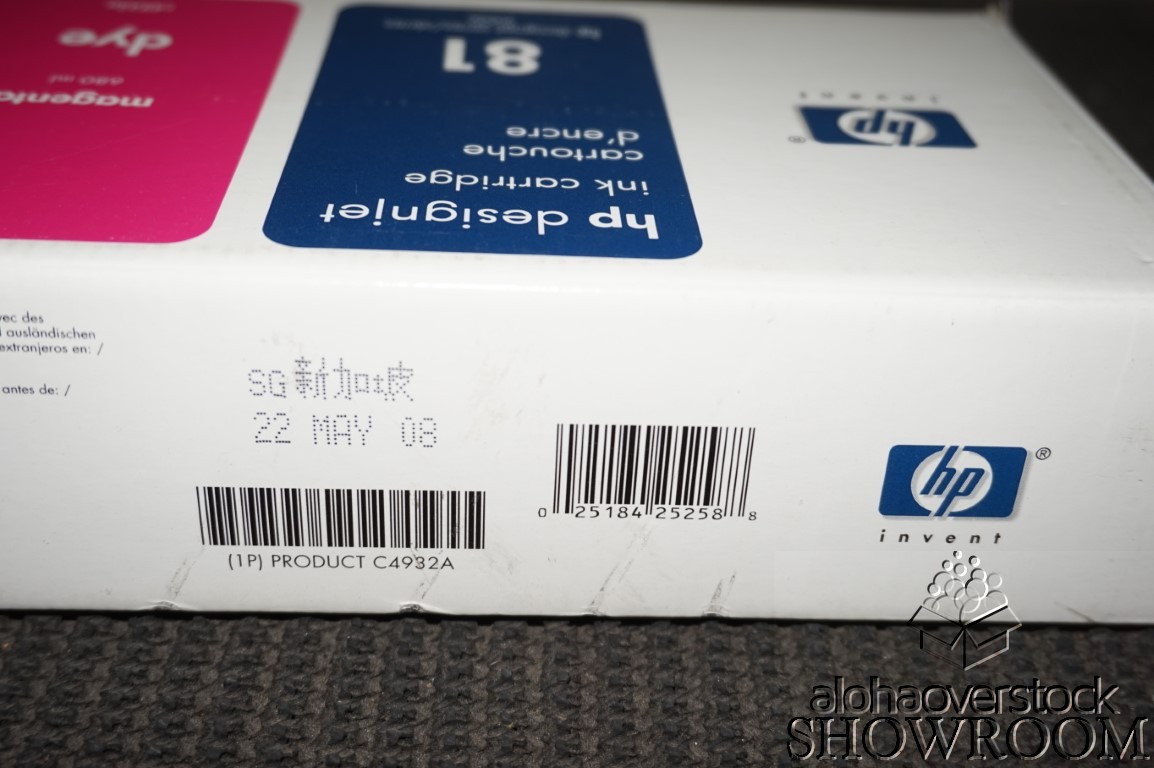 dye
680 ml
magenta
81
d'encre
cartouche
ink cartridge
hp designjet
invent
hp
®
avec des
ausländischen
extranjeros en: /
antes de: /
SG 新加坡
22 MAY 08
(1P) PRODUCT C4932A
0 25184 25258 8
hp ®
invent
alohaoverstock
SHOWROOM